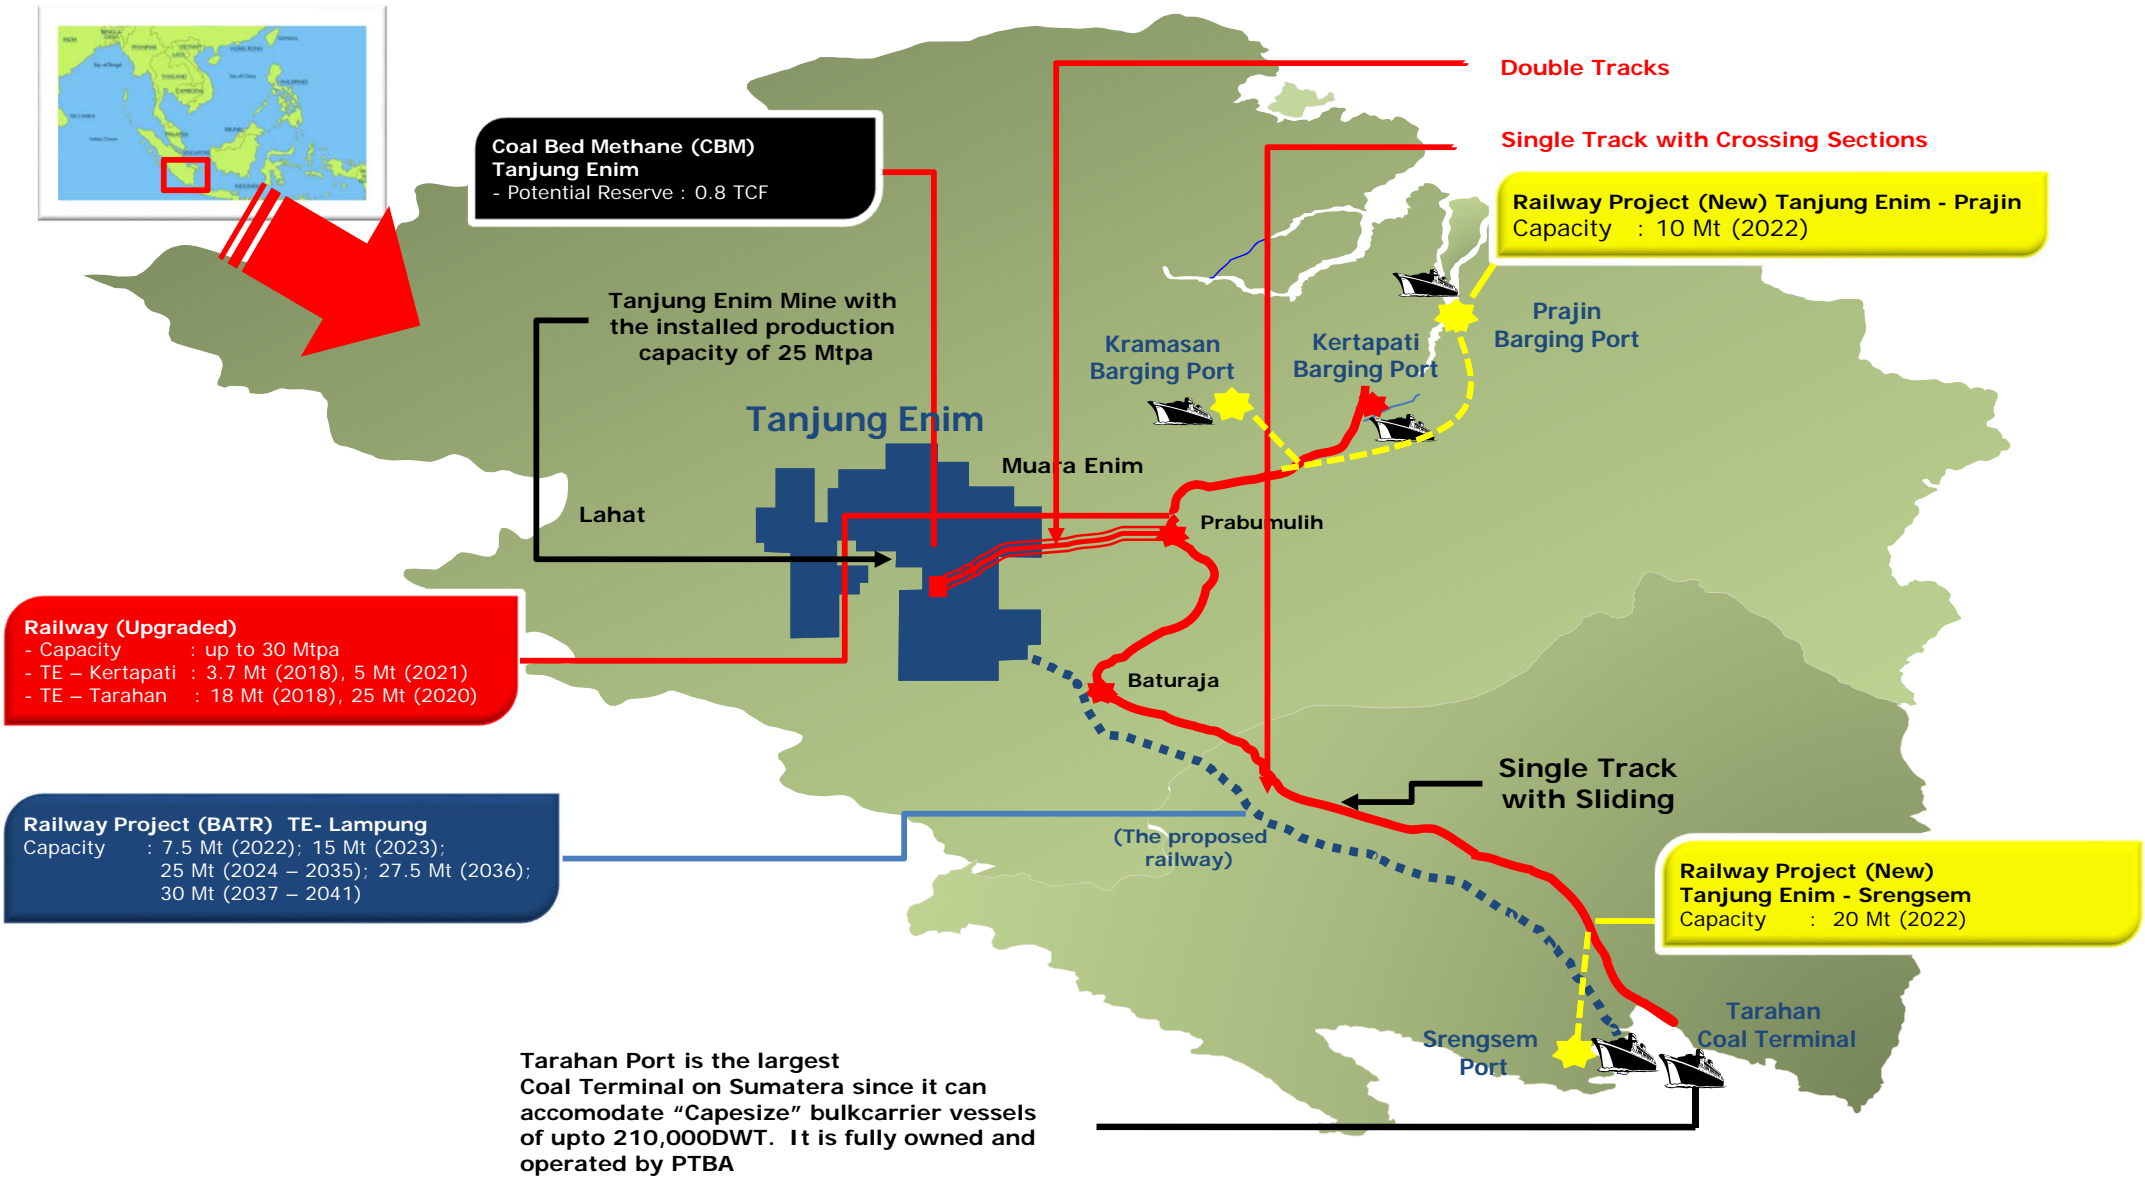 INDIA
THAILAND
MALAYSIA
Double Tracks
Single Track with Crossing Sections
Coal Bed Methane (CBM)
Tanjung Enim
- Potential Reserve : 0.8 TCF
Railway Project (New) Tanjung Enim - Prajin
Capacity : 10 Mt (2022)
Tanjung Enim Mine with
the installed production
capacity of 25 Mtpa
Prajin
Barging Port
Kramasan
Barging Port
Kertapati
Barging Port
Tanjung Enim
Muara Enim
Lahat
Prabumulih
Railway (Upgraded)
- Capacity : up to 30 Mtpa
- TE – Kertapati : 3.7 Mt (2018), 5 Mt (2021)
- TE – Tarahan : 18 Mt (2018), 25 Mt (2020)
Baturaja
Single Track
with Sliding
Railway Project (BATR) TE- Lampung
Capacity : 7.5 Mt (2022); 15 Mt (2023);
25 Mt (2024 – 2035); 27.5 Mt (2036);
30 Mt (2037 – 2041)
(The proposed
railway)
Railway Project (New)
Tanjung Enim - Srengsem
Capacity : 20 Mt (2022)
Tarahan
Coal Terminal
Srengsem
Port
Tarahan Port is the largest
Coal Terminal on Sumatera since it can
accomodate “Capesize” bulkcarrier vessels
of upto 210,000DWT. It is fully owned and
operated by PTBA